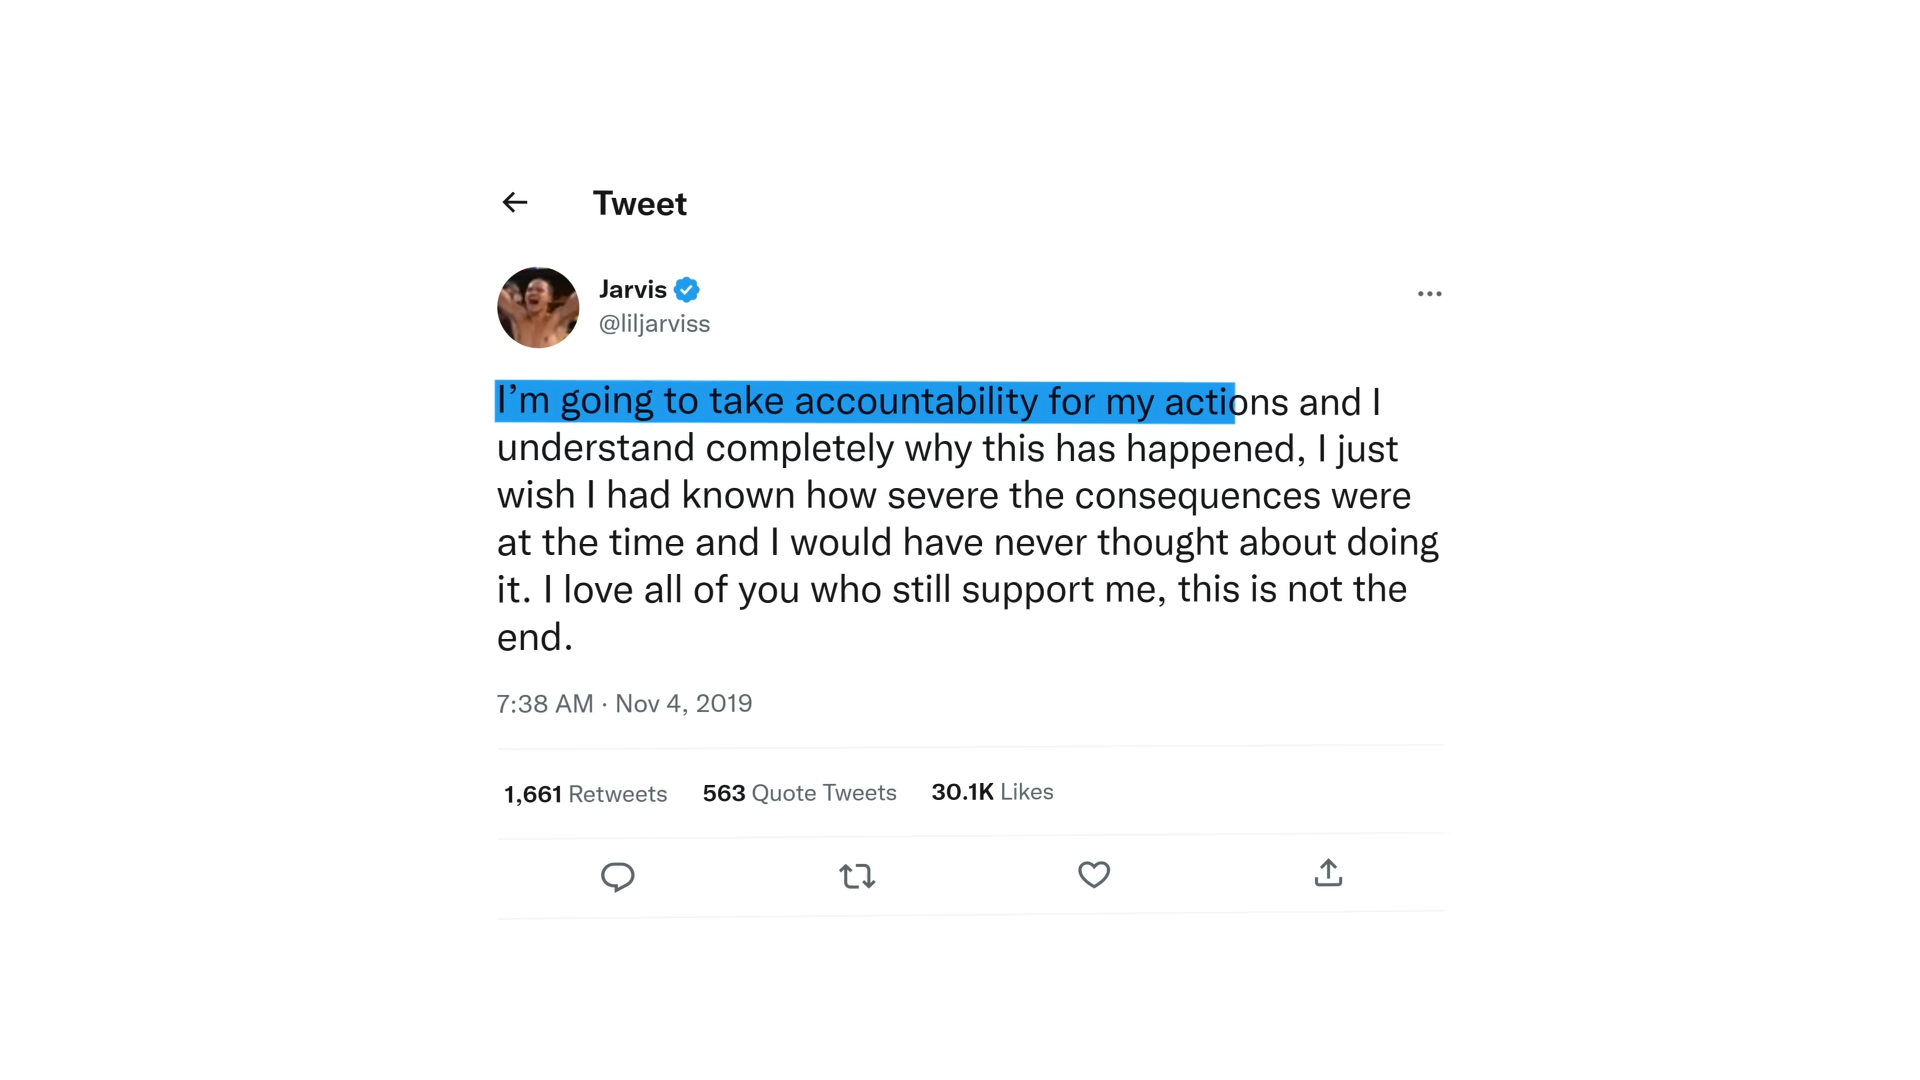 Tweet
Jarvis
@liljarviss
I’m going to take accountability for my actions and I
understand completely why this has happened, I just
wish I had known how severe the consequences were
at the time and I would have never thought about doing
it. I love all of you who still support me, this is not the
end.
7:38 AM · Nov 4, 2019
1,661 Retweets 563 Quote Tweets 30.1K Likes